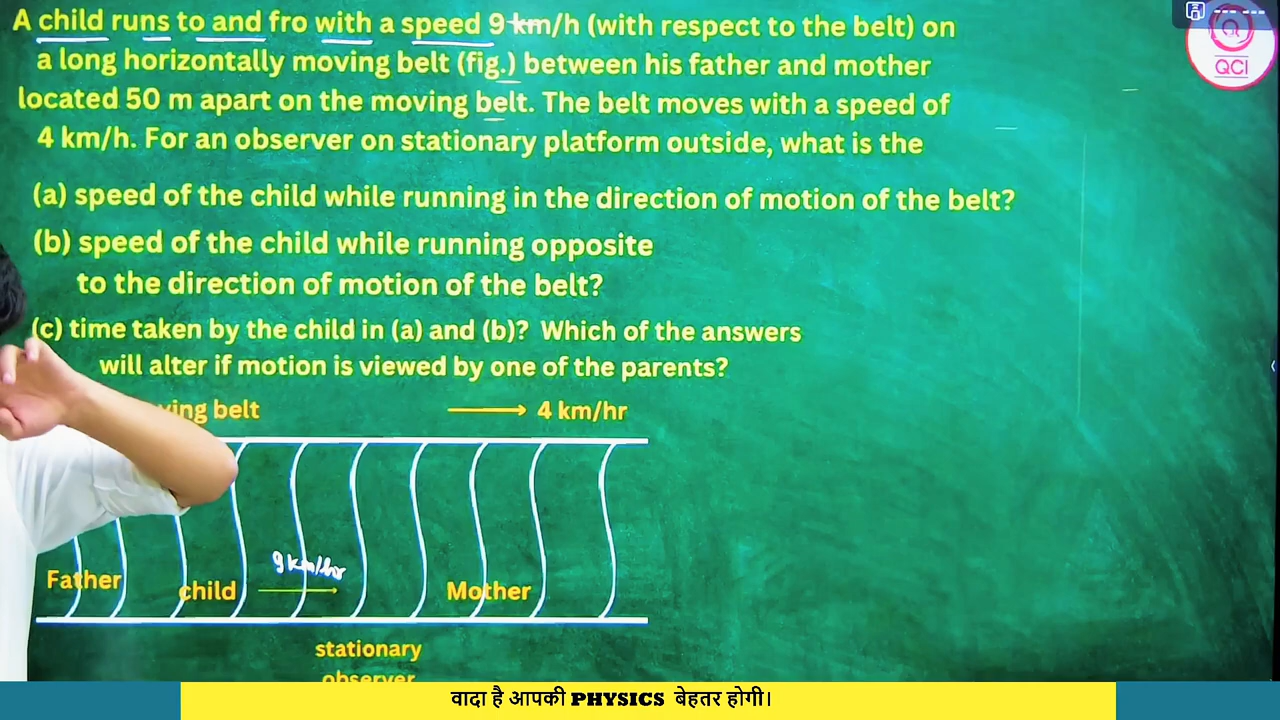 A child runs to and fro with a speed 9 km/h (with respect to the belt) on
a long horizontally moving belt (fig.) between his father and mother
located 50 m apart on the moving belt. The belt moves with a speed of
4 km/h. For an observer on stationary platform outside, what is the
(a) speed of the child while running in the direction of motion of the belt?
(b) speed of the child while running opposite
to the direction of motion of the belt?
(c) time taken by the child in (a) and (b)? Which of the answers
will alter if motion is viewed by one of the parents?
belt 4 km/hr
9km/hr
Father child Mother
stationary
observer
वादा है आपकी PHYSICS बेहतर होगी।
QCI